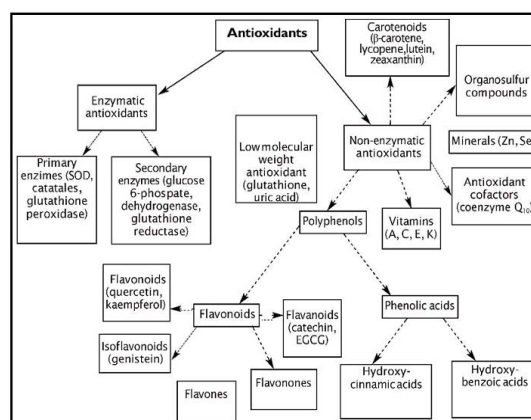 Antioxidants
Carotenoids
(β-carotene,
lycopene,lutein,
zeaxanthin)
Organosulfur
compounds
Enzymatic
antioxidants
Non-enzymatic
antioxidants
Minerals (Zn, Se
Low molecular
weight
antioxidant
(glutathione,
uric acid)
Primary
enzimes (SOD,
catatales,
glutathione
peroxidase)
Secondary
enzymes (glucose
6-phospate,
dehydrogenase,
glutathione
reductase)
Antioxidant
cofactors
(coenzyme Q10)
Polyphenols
Vitamins
(A, C, E, K)
Flavonoids
(quercetin,
kaempferol)
Flavonoids
Flavanoids
(catechin,
EGCG)
Phenolic acids
Isoflavonoids
(genistein)
Flavones
Flavonones
Hydroxy-
cinnamic acids
Hydroxy-
benzoic acids